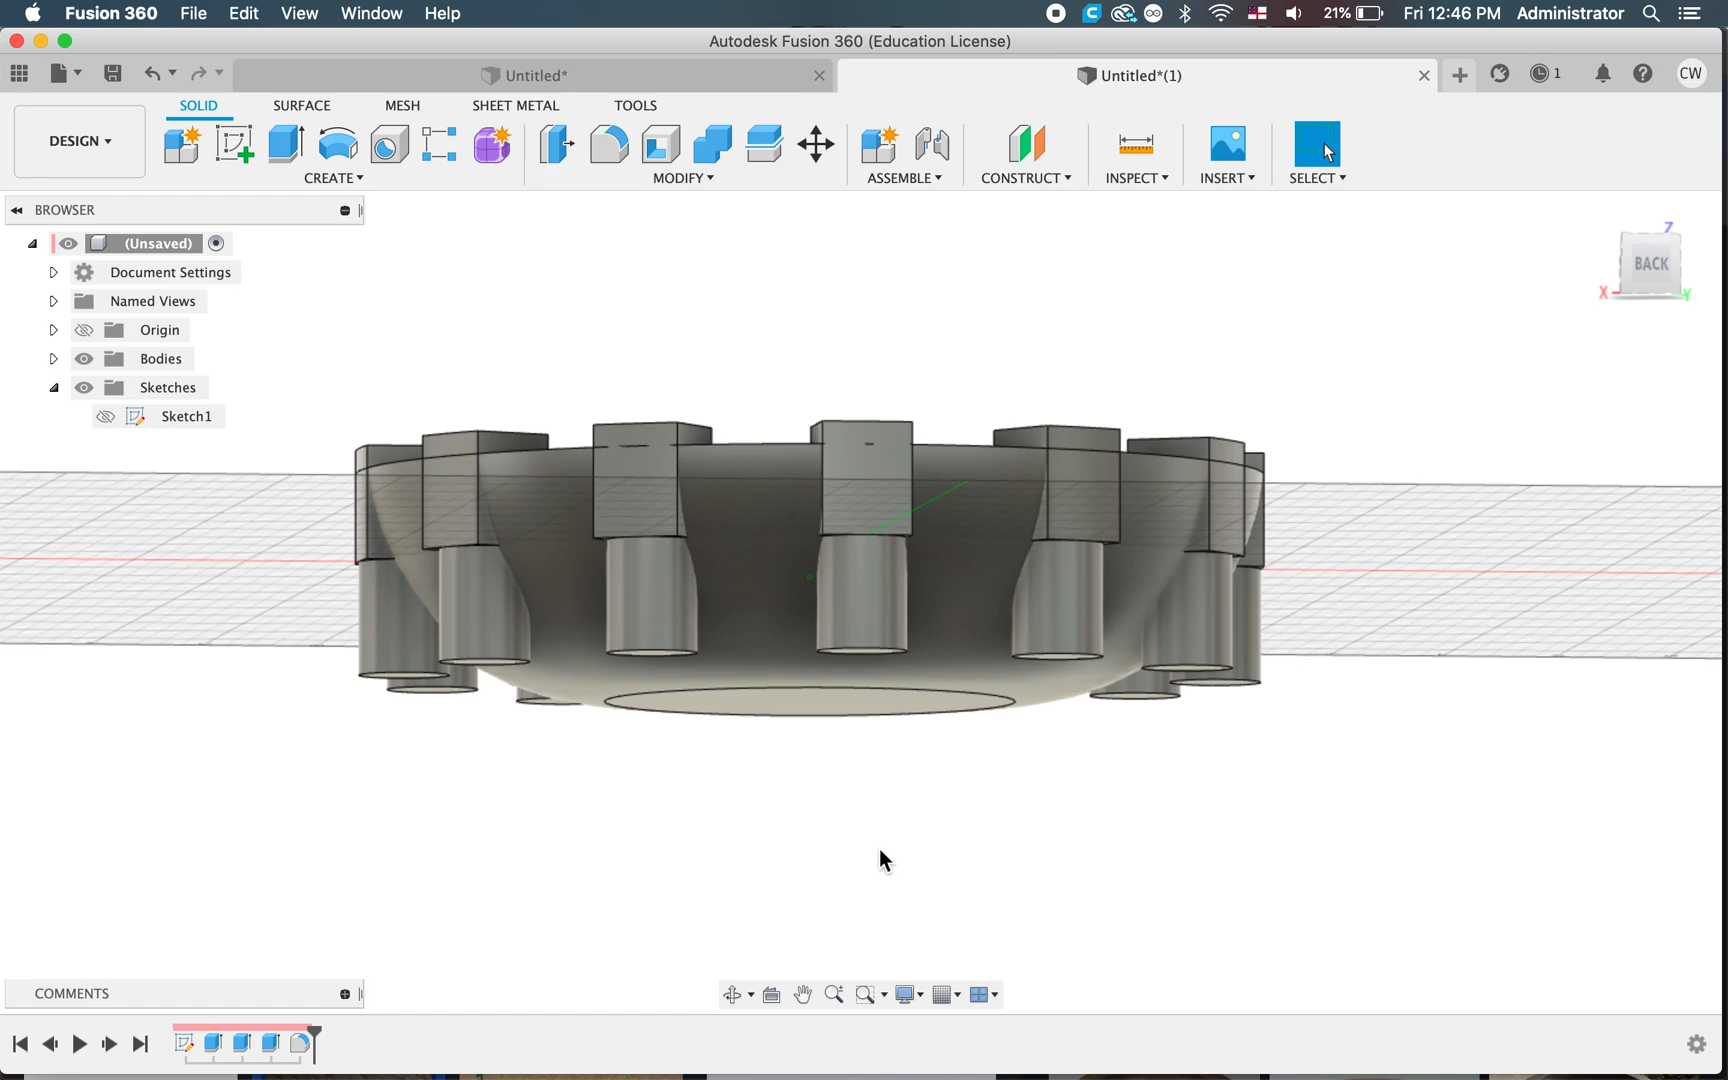 Fusion 360 File Edit View Window Help 21% Fri 12:46 PM Administrator
Autodesk Fusion 360 (Education License)
Untitled* Untitled*(1) 1 CW
SOLID SURFACE MESH SHEET METAL TOOLS
DESIGN
CREATE MODIFY ASSEMBLE CONSTRUCT INSPECT INSERT SELECT
BROWSER
(Unsaved)
Document Settings
Named Views
Origin
Bodies
Sketches
Sketch1
Z
BACK
X Y
COMMENTS